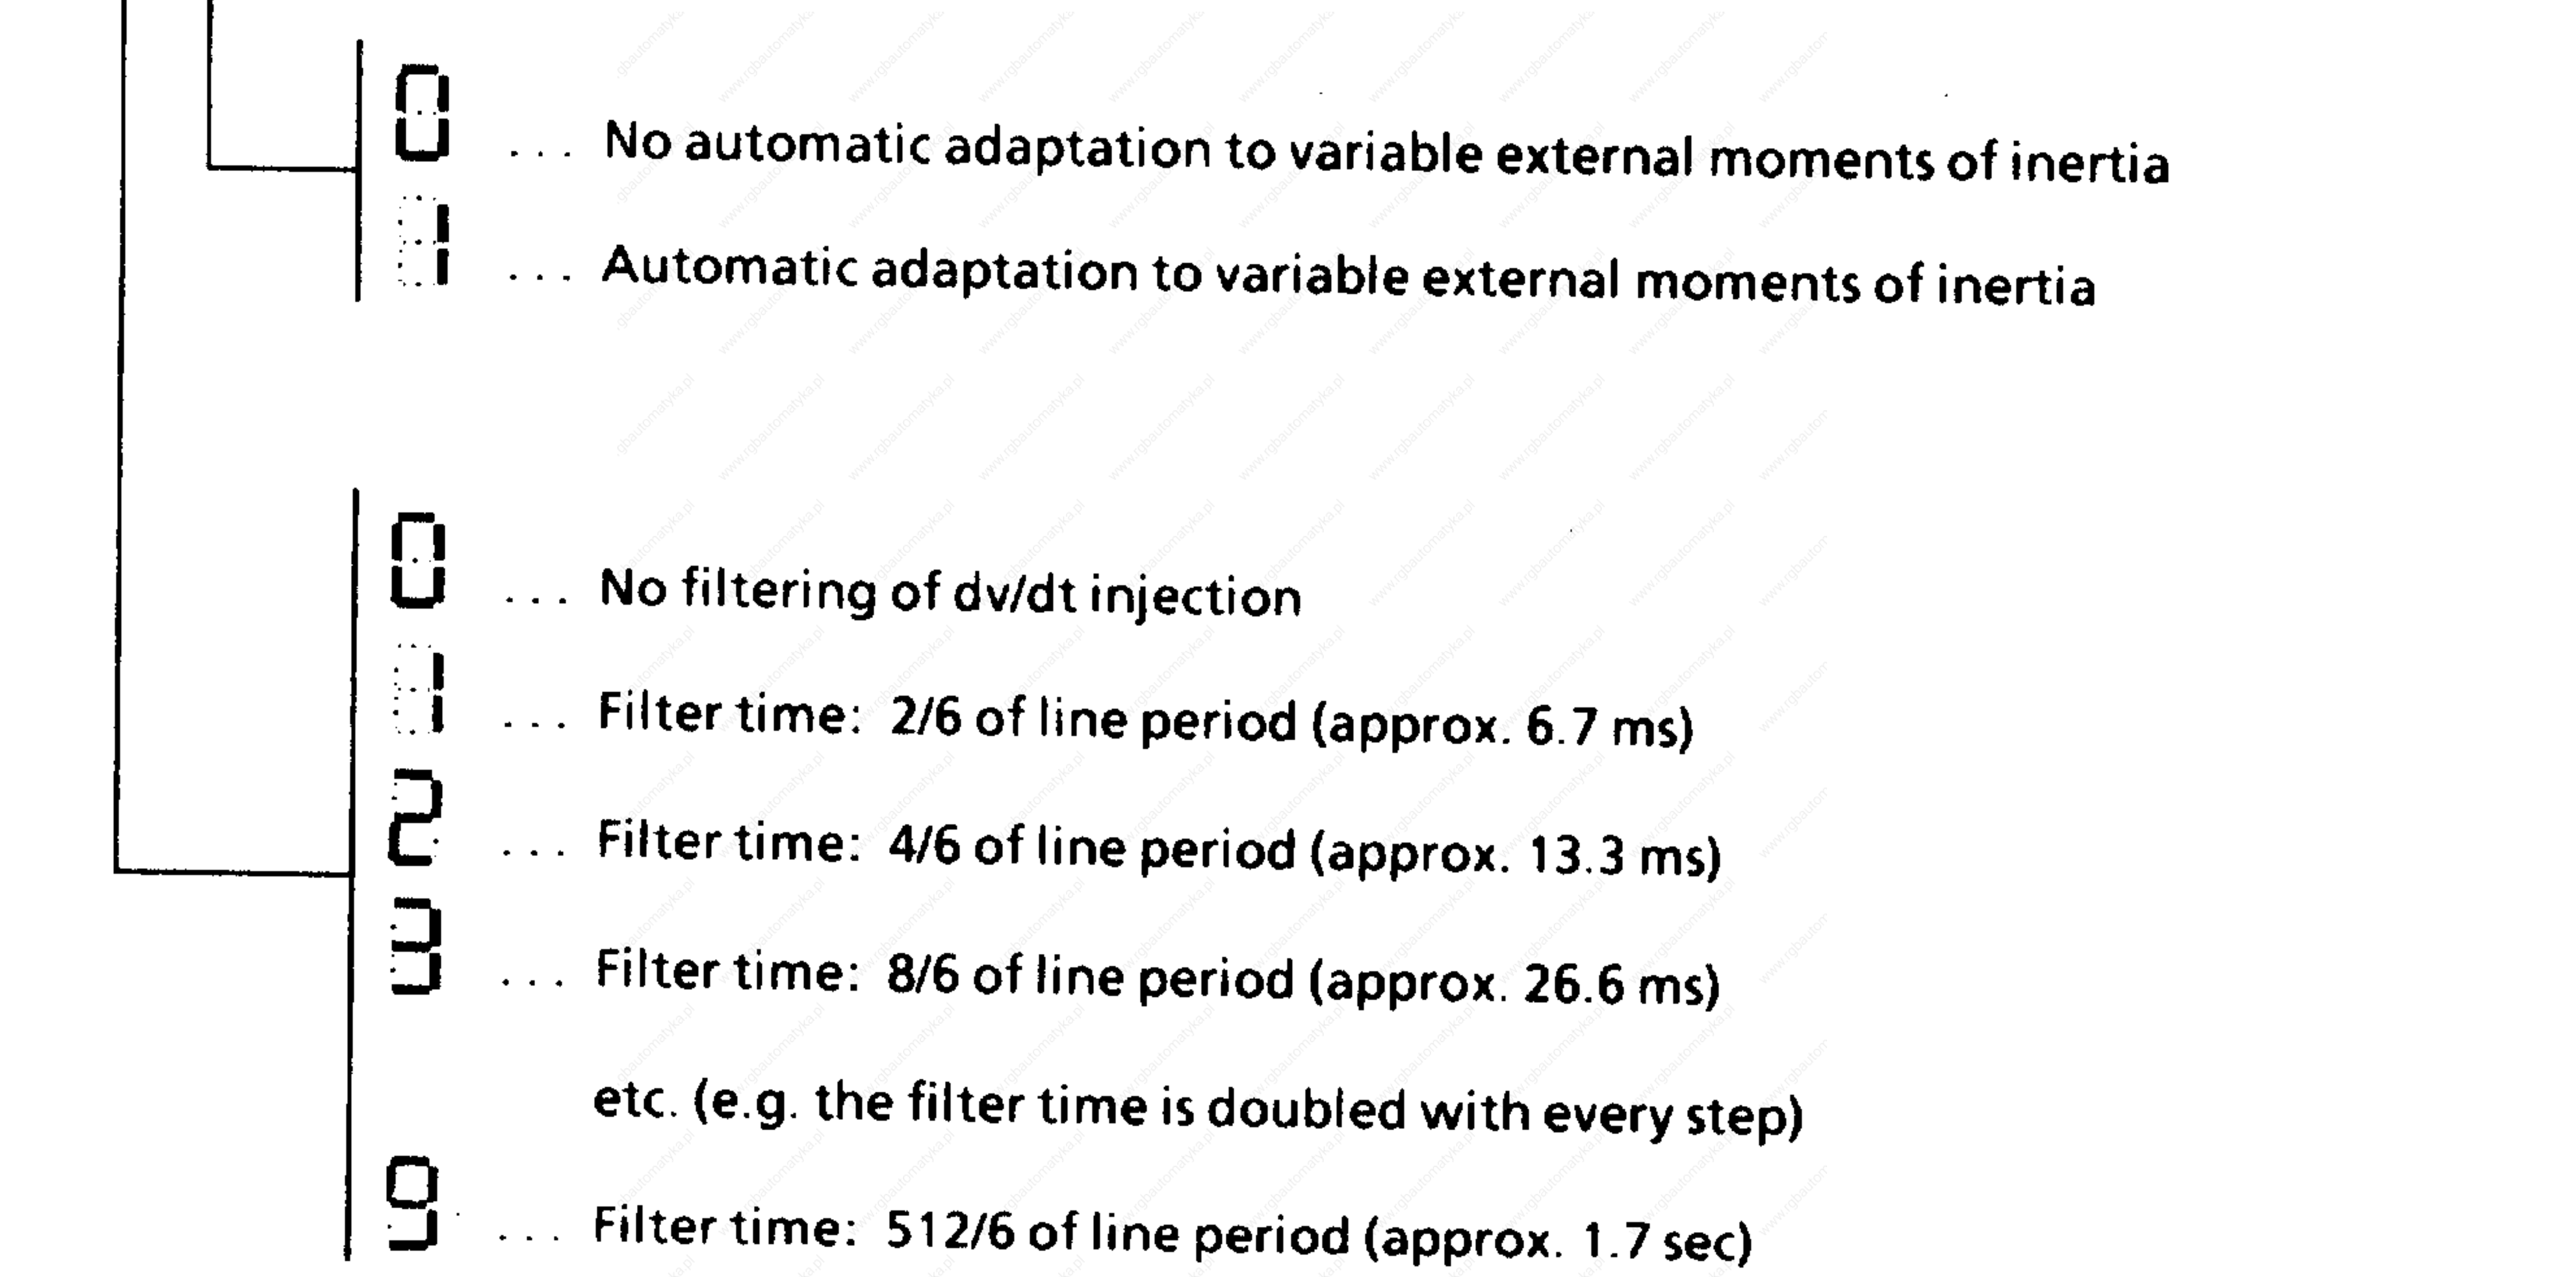 0 ... No automatic adaptation to variable external moments of inertia
1 ... Automatic adaptation to variable external moments of inertia
0 ... No filtering of dv/dt injection
1 ... Filter time: 2/6 of line period (approx. 6.7 ms)
2 ... Filter time: 4/6 of line period (approx. 13.3 ms)
3 ... Filter time: 8/6 of line period (approx. 26.6 ms)
etc. (e.g. the filter time is doubled with every step)
9 ... Filter time: 512/6 of line period (approx. 1.7 sec)
www.rgbautomatyka.pl